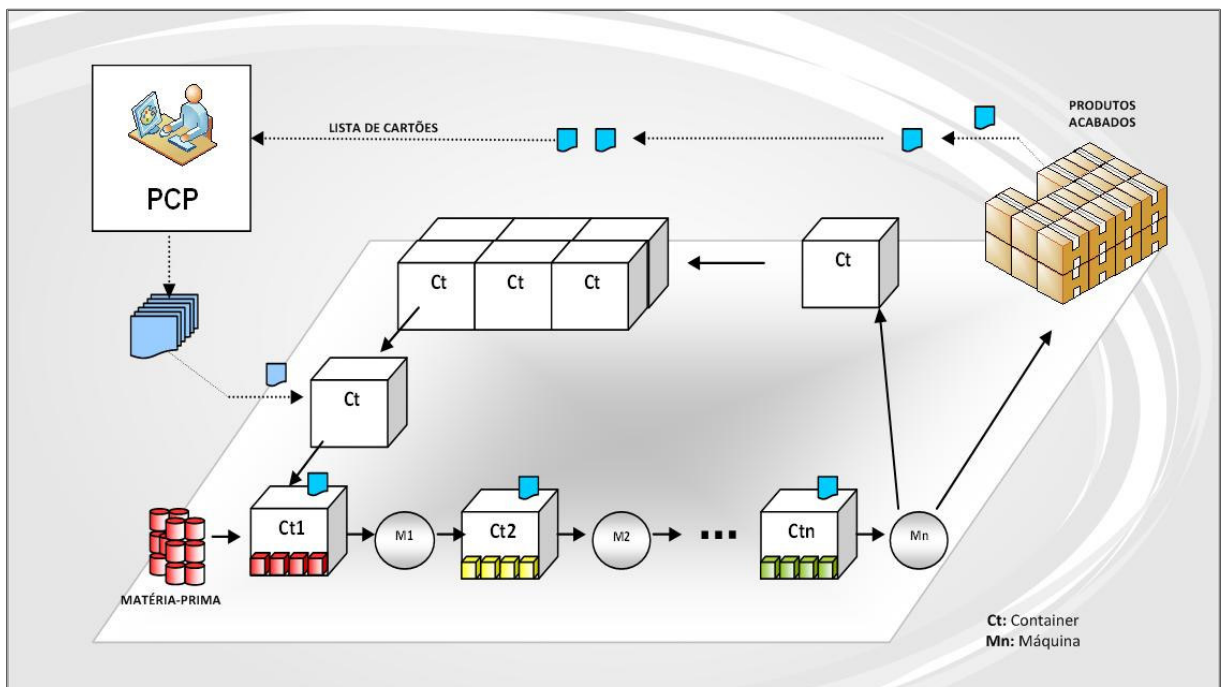 PRODUTOS
ACABADOS
LISTA DE CARTÕES
PCP
Ct
Ct Ct Ct
Ct
Ct1
M1
Ct2
M2
...
Ctn
Mn
MATÉRIA-PRIMA
Ct: Container
Mn: Máquina